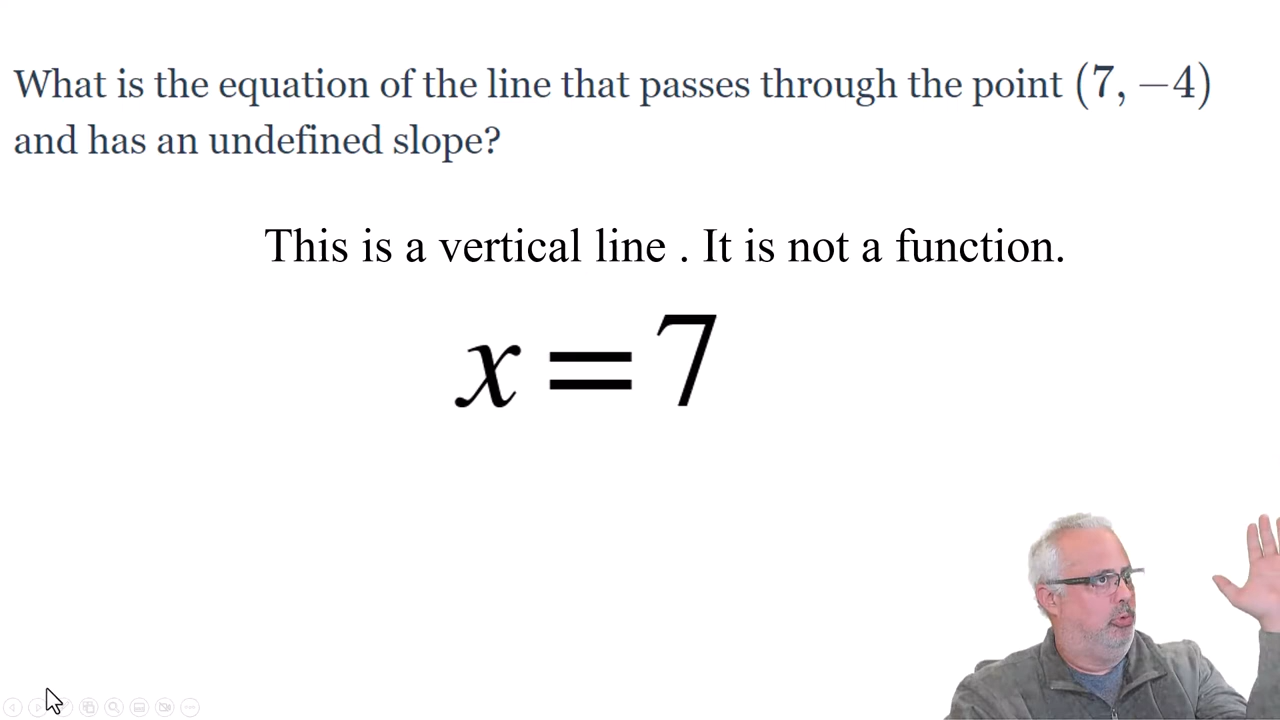 What is the equation of the line that passes through the point (7, −4)
and has an undefined slope?
This is a vertical line . It is not a function.
x = 7